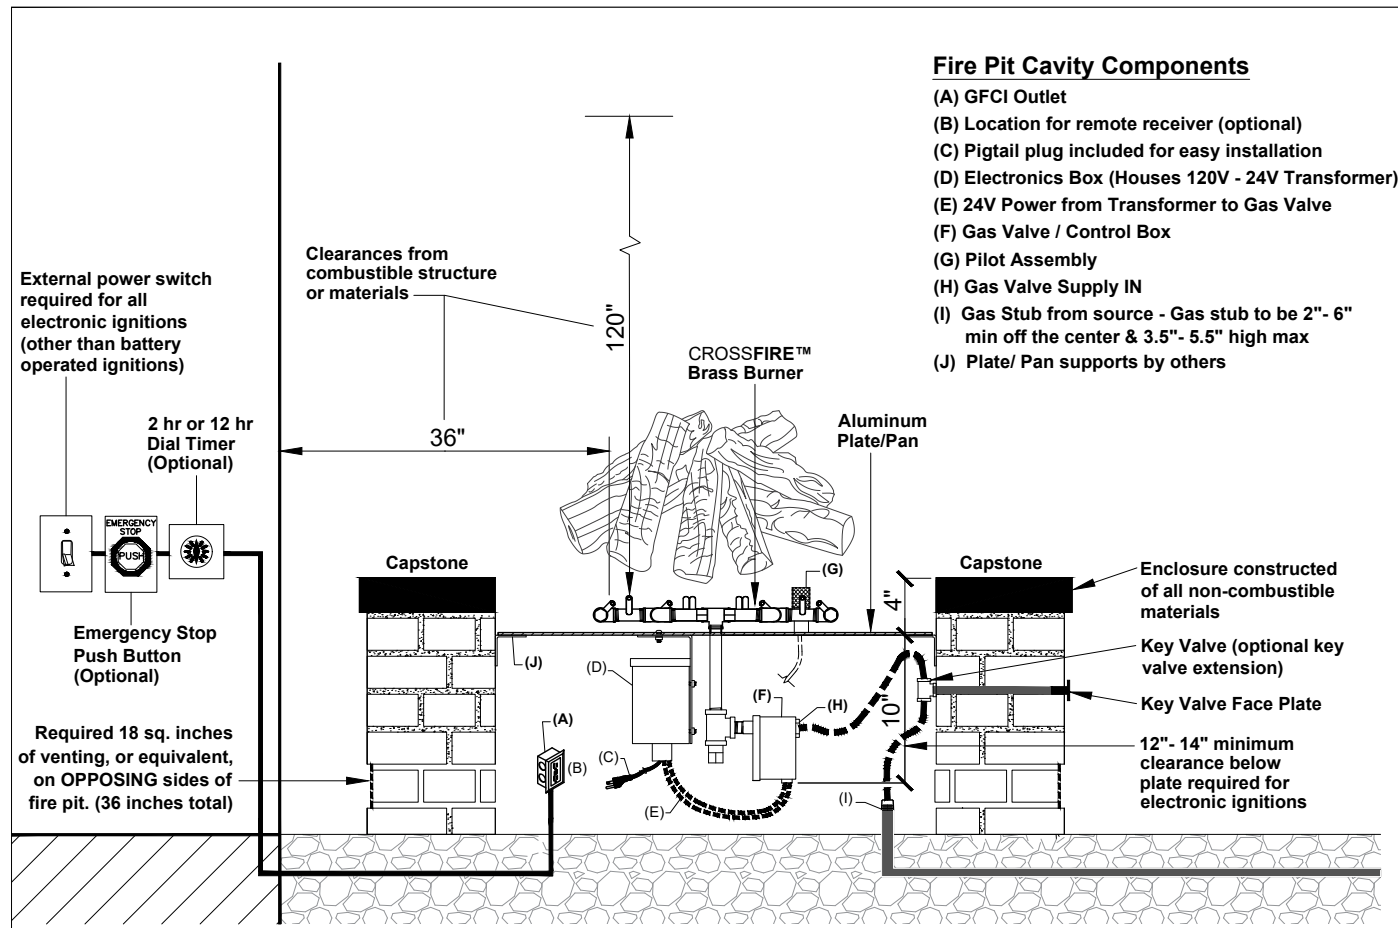 Fire Pit Cavity Components
(A) GFCI Outlet
(B) Location for remote receiver (optional)
(C) Pigtail plug included for easy installation
(D) Electronics Box (Houses 120V - 24V Transformer)
(E) 24V Power from Transformer to Gas Valve
(F) Gas Valve / Control Box
(G) Pilot Assembly
(H) Gas Valve Supply IN
(I) Gas Stub from source - Gas stub to be 2"- 6"
min off the center & 3.5"- 5.5" high max
(J) Plate/ Pan supports by others
Clearances from
combustible structure
or materials
120"
36"
External power switch
required for all
electronic ignitions
(other than battery
operated ignitions)
2 hr or 12 hr
Dial Timer
(Optional)
EMERGENCY
STOP
PUSH
Emergency Stop
Push Button
(Optional)
Required 18 sq. inches
of venting, or equivalent,
on OPPOSING sides of
fire pit. (36 inches total)
CROSSFIRE™
Brass Burner
Aluminum
Plate/Pan
Capstone
Capstone
(G)
4"
10"
(J)
(D)
(F)
(H)
(A)
(B)
(C)
(E)
(I)
Enclosure constructed
of all non-combustible
materials
Key Valve (optional key
valve extension)
Key Valve Face Plate
12"- 14" minimum
clearance below
plate required for
electronic ignitions